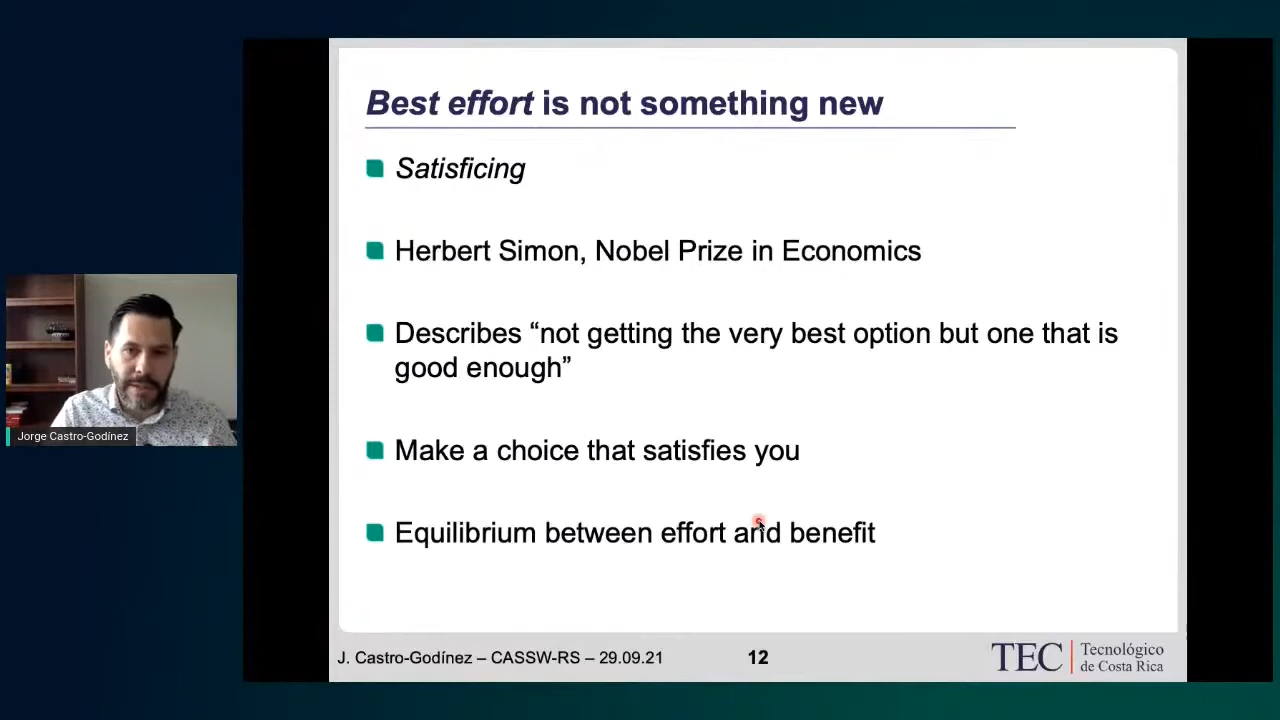 Best effort is not something new
Satisficing
Herbert Simon, Nobel Prize in Economics
Describes “not getting the very best option but one that is
good enough”
Make a choice that satisfies you
Equilibrium between effort and benefit
Jorge Castro-Godínez
J. Castro-Godínez – CASSW-RS – 29.09.21
12
TEC
Tecnológico
de Costa Rica